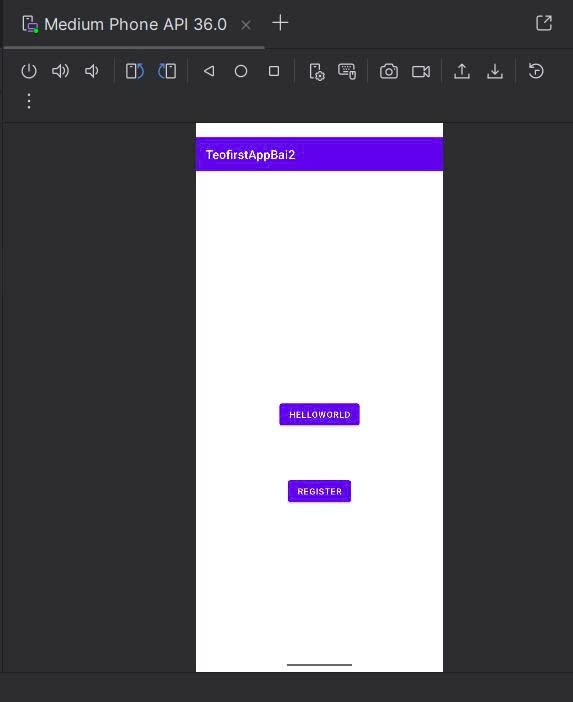 Medium Phone API 36.0
TeofirstAppBai2
HELLOWORLD
REGISTER